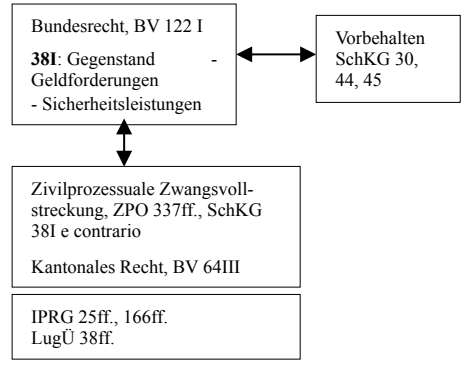 Bundesrecht, BV 122 I
38I: Gegenstand -
Geldforderungen
- Sicherheitsleistungen
Vorbehalten
SchKG 30,
44, 45
Zivilprozessuale Zwangsvoll-
streckung, ZPO 337ff., SchKG
38I e contrario
Kantonales Recht, BV 64III
IPRG 25ff., 166ff.
LugÜ 38ff.